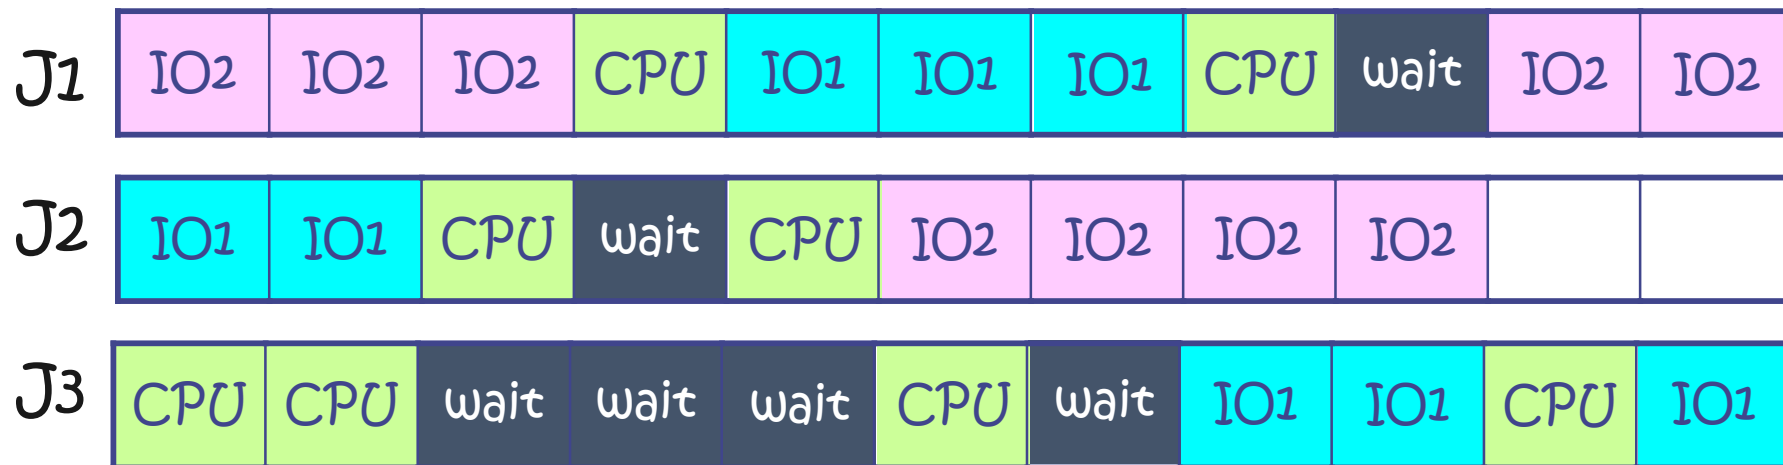 J1 IO2 IO2 IO2 CPU IO1 IO1 IO1 CPU wait IO2 IO2
J2 IO1 IO1 CPU wait CPU IO2 IO2 IO2 IO2
J3 CPU CPU wait wait wait CPU wait IO1 IO1 CPU IO1